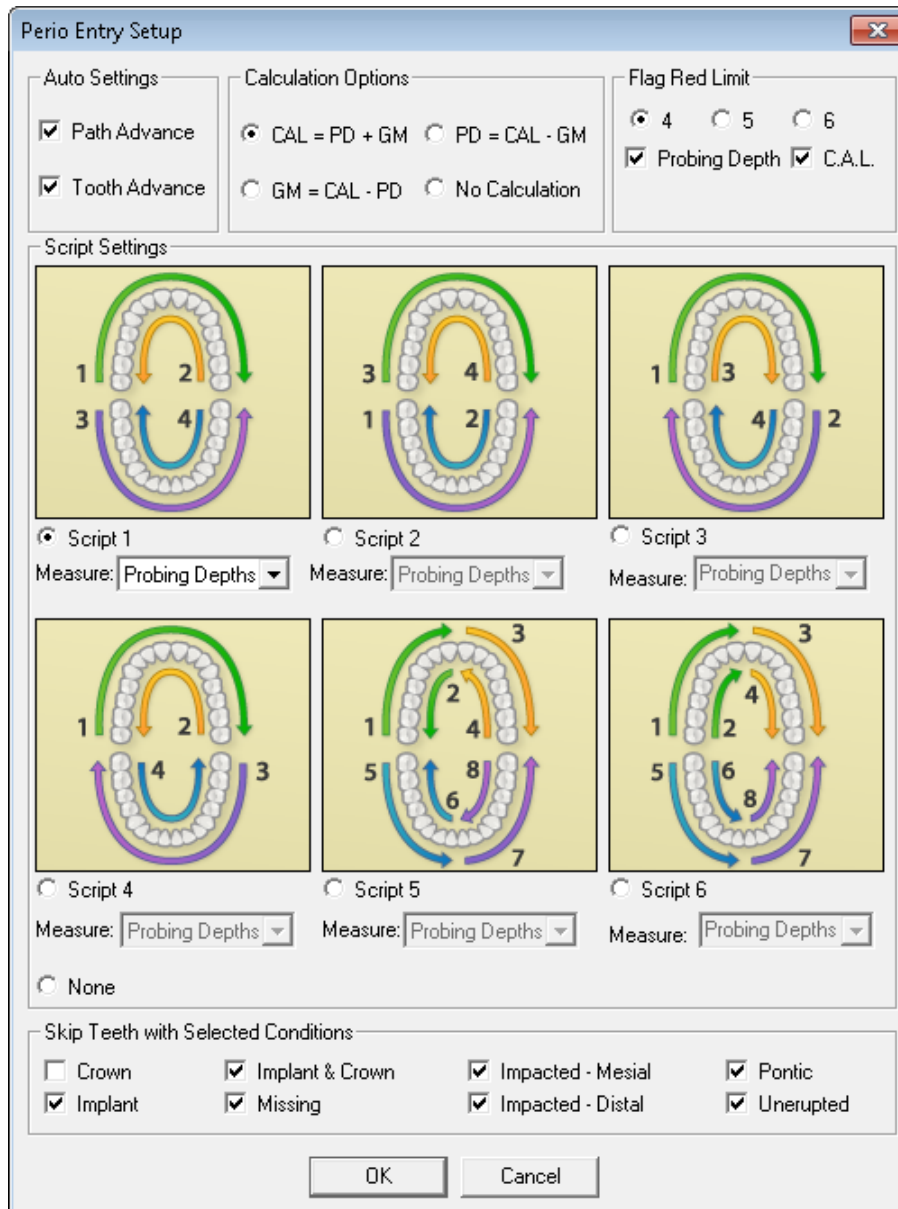 Perio Entry Setup
Auto Settings
Path Advance
Tooth Advance
Calculation Options
CAL = PD + GM
PD = CAL - GM
GM = CAL - PD
No Calculation
Flag Red Limit
4 5 6
Probing Depth C.A.L.
Script Settings
1 2
3 4
Script 1
Measure: Probing Depths
3 4
1 2
Script 2
Measure: Probing Depths
1 3
4 2
Script 3
Measure: Probing Depths
1 2
4 3
Script 4
Measure: Probing Depths
3
2
1 4
5 8
6
7
Script 5
Measure: Probing Depths
3
4
1 2
5 6
8
7
Script 6
Measure: Probing Depths
None
Skip Teeth with Selected Conditions
Crown Implant & Crown Impacted - Mesial Pontic
Implant Missing Impacted - Distal Unerupted
OK Cancel